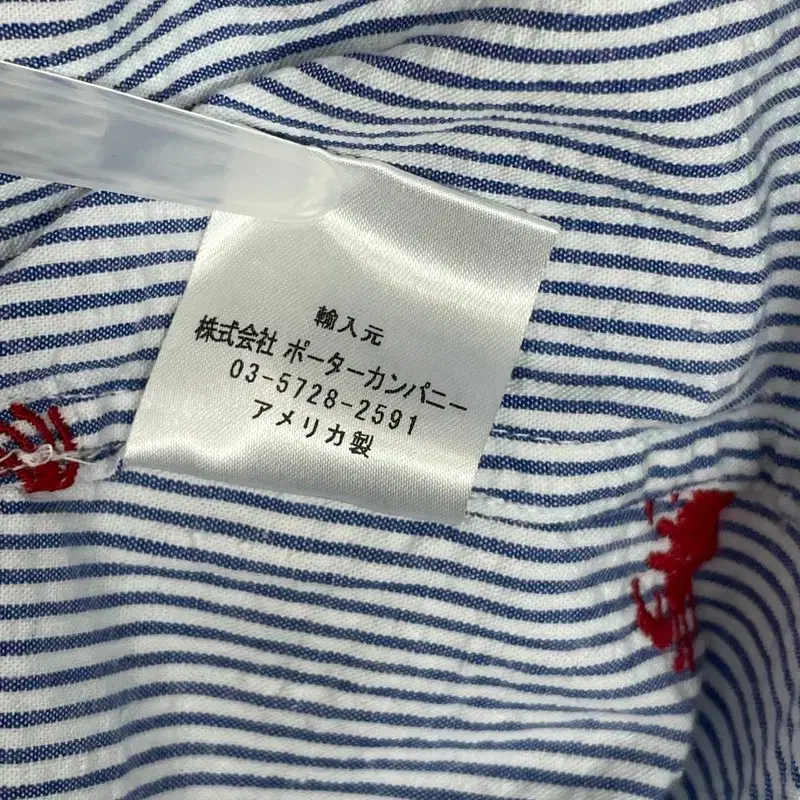 輸入元
株式会社 ポーターカンパニー
03-5728-2591
アメリカ製